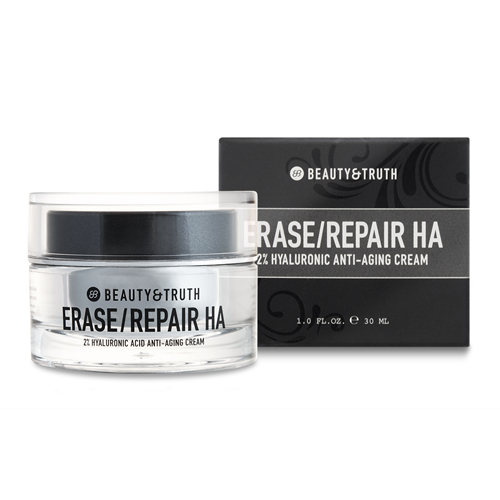 BEAUTY&TRUTH
ERASE/REPAIR HA
2% HYALURONIC ACID ANTI-AGING CREAM
BEAUTY&TRUTH
ERASE/REPAIR HA
2% HYALURONIC ANTI-AGING CREAM
1.0 FL.OZ. ℮ 30 ML